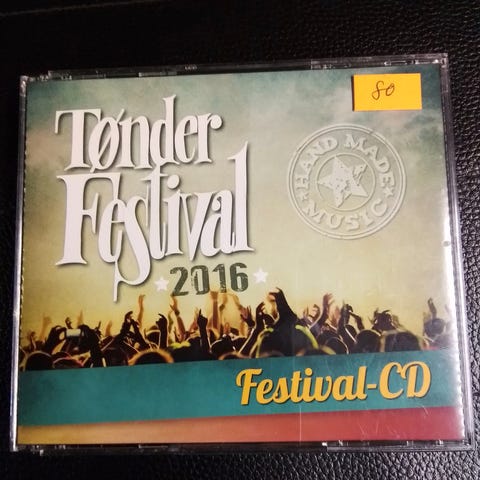 80
Tønder
Festival
2016
HAND MADE
MUSIC
Festival-CD